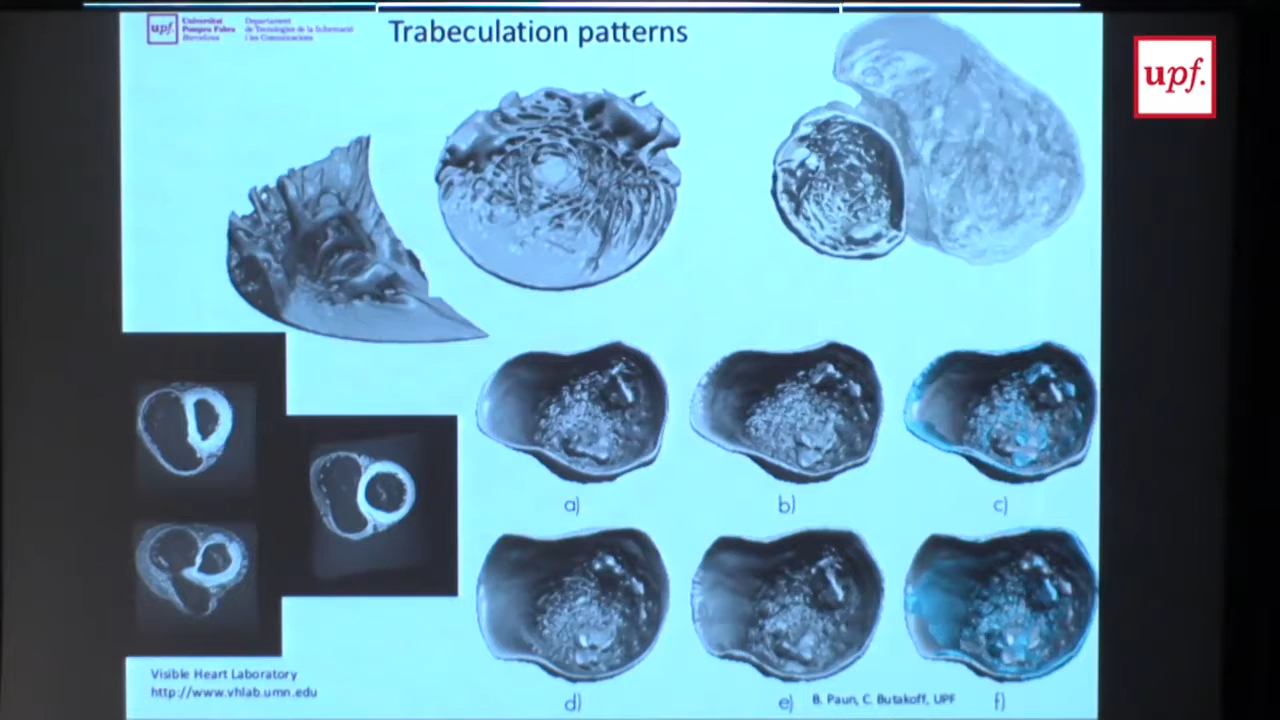 upf.
Universitat
Pompeu Fabra
Barcelona
Departament
de Tecnologies de la Informació
i les Comunicacions
Trabeculation patterns
upf.
a)
b)
c)
Visible Heart Laboratory
http://www.vhlab.umn.edu
d)
e)
B. Paun, C. Butakoff, UPF
f)